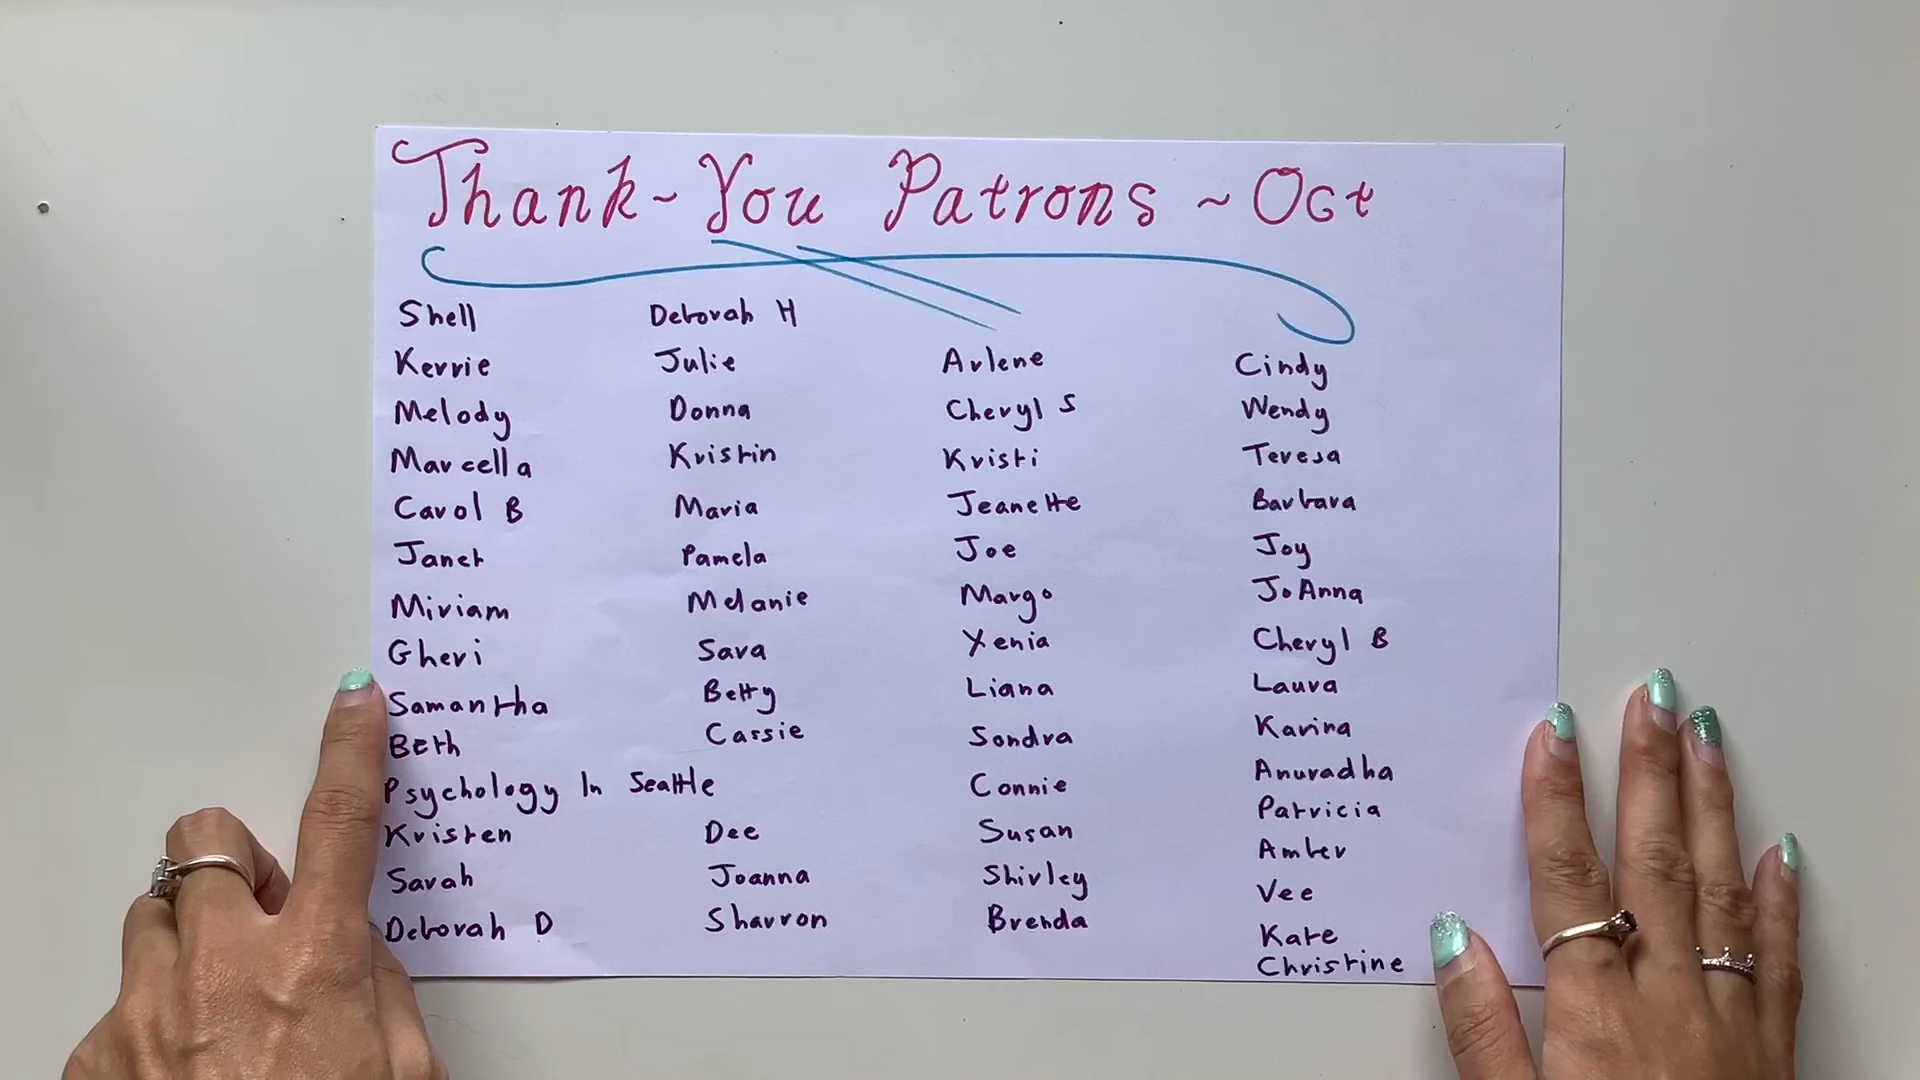 Thank~You Patrons ~ Oct
Shell
Kerrie
Melody
Marcella
Carol B
Janet
Miriam
Gheri
Samantha
Beth
Psychology In Seattle
Kristen
Sarah
Deborah D
Deborah H
Julie
Donna
Kristin
Maria
Pamela
Melanie
Sara
Betty
Cassie
Dee
Joanna
Sharron
Arlene
Cheryl S
Kristi
Jeanette
Joe
Margo
Xenia
Liana
Sondra
Connie
Susan
Shirley
Brenda
Cindy
Wendy
Teresa
Barbara
Joy
JoAnna
Cheryl B
Laura
Karina
Anuradha
Patricia
Amber
Vee
Kate
Christine